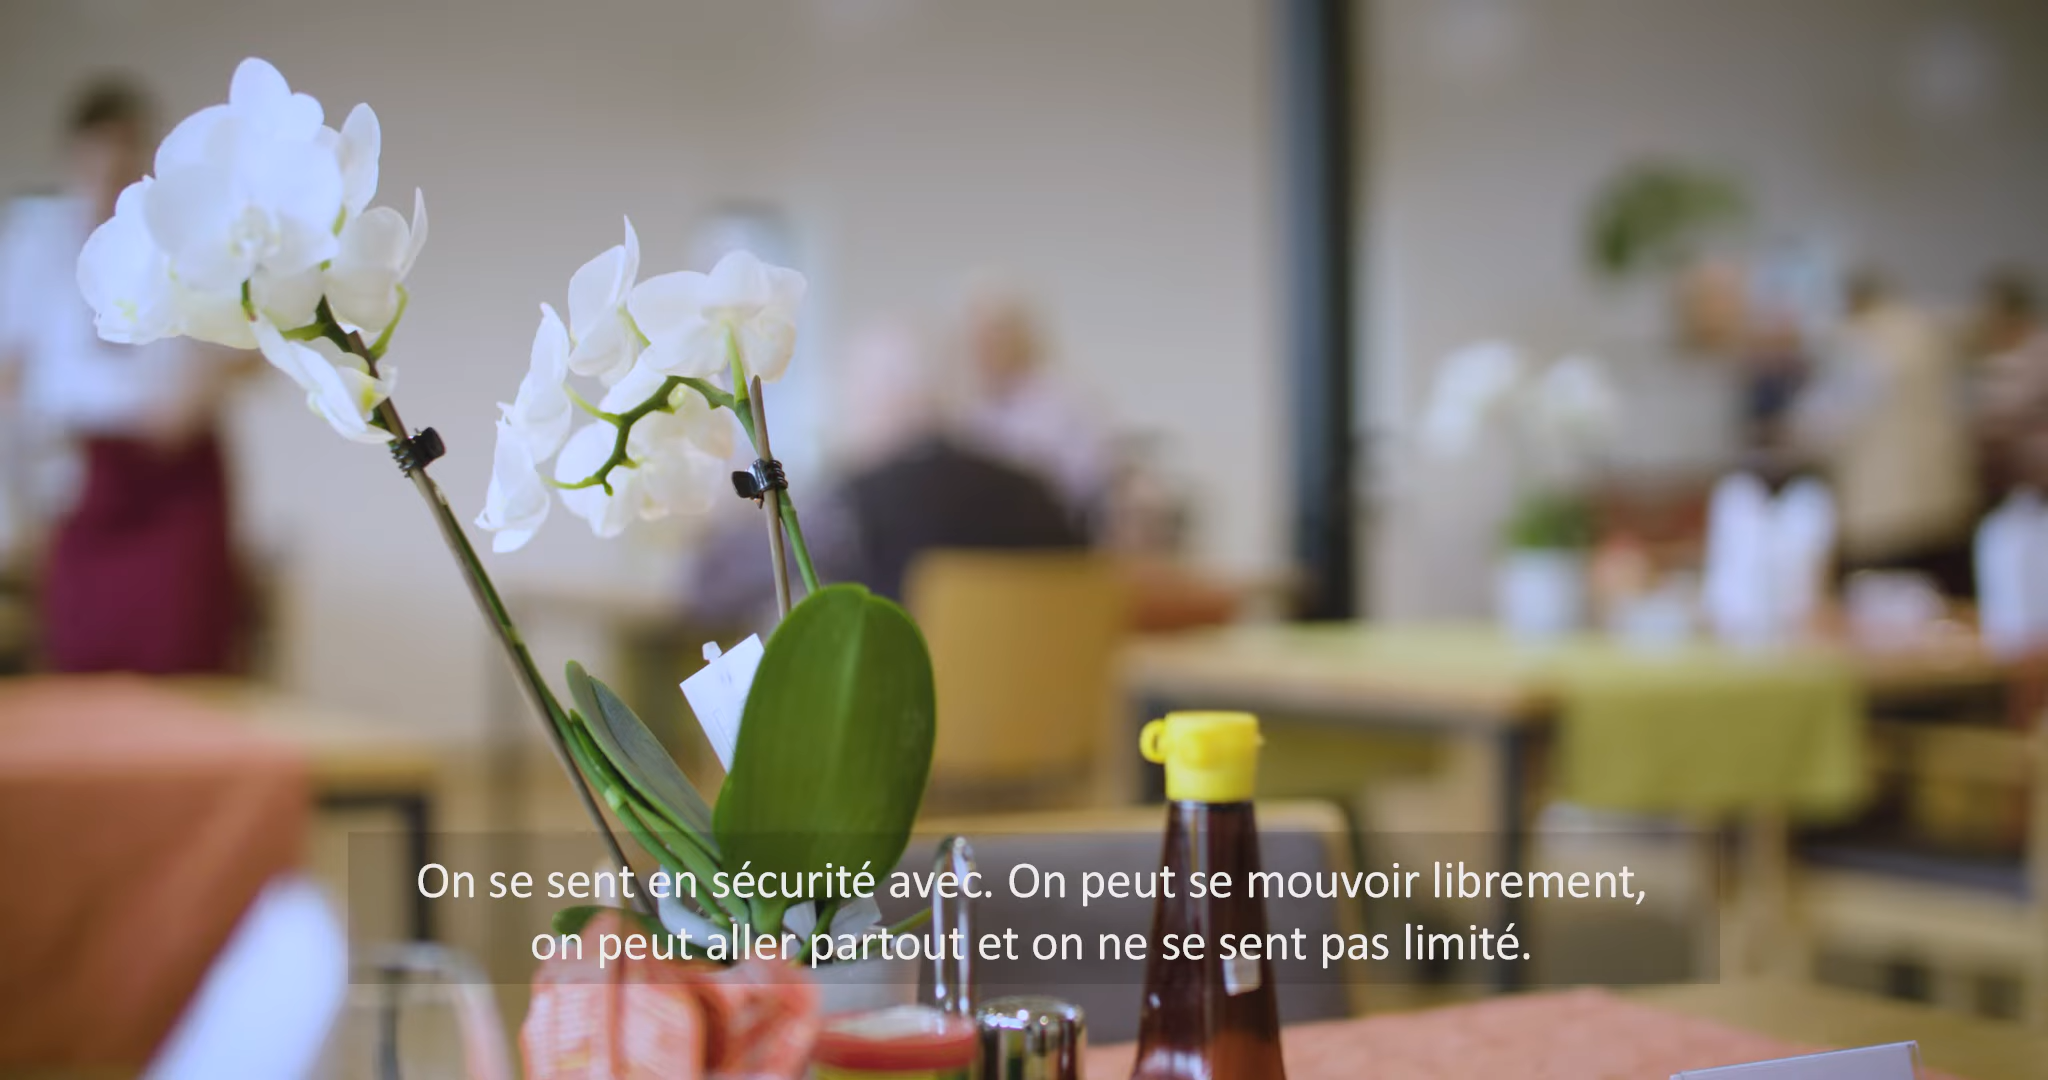 On se sent en sécurité avec. On peut se mouvoir librement,
on peut aller partout et on ne se sent pas limité.